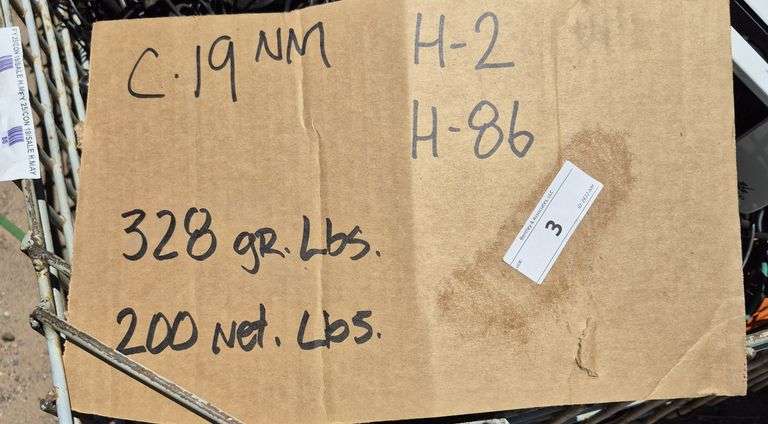 C.19 NM
H-2
H-86
328 gr. Lbs.
200 Net. Lbs.
3